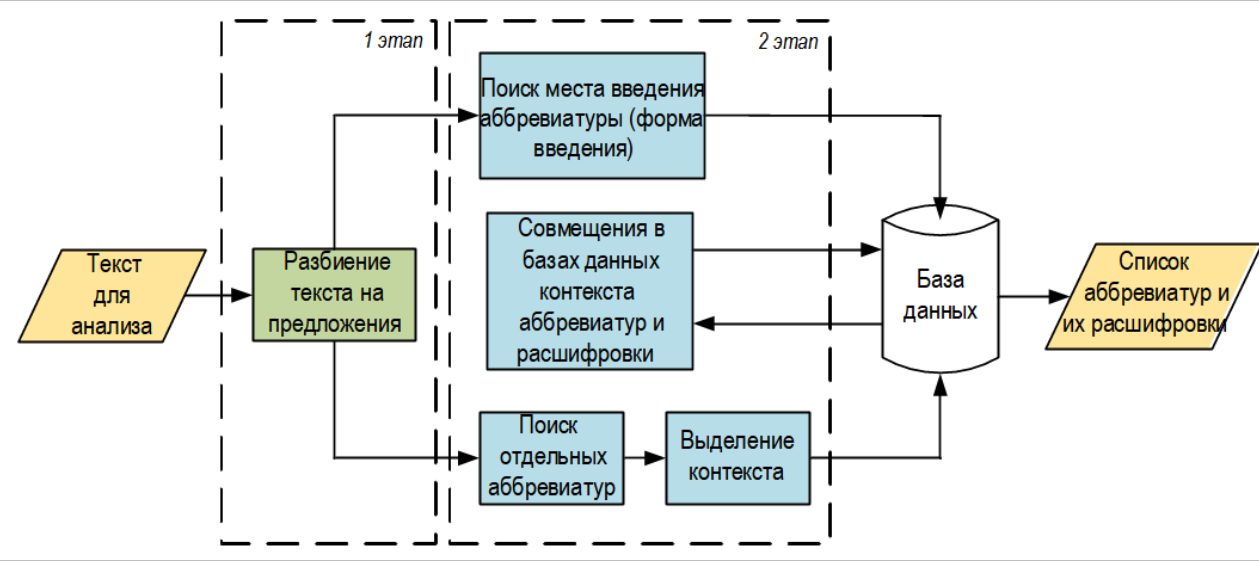 1 этап
2 этап
Поиск места введения
аббревиатуры (форма
введения)
Совмещения в
базах данных
контекста
аббревиатур и
расшифровки
Текст
для
анализа
Разбиение
текста на
предложения
База
данных
Список
аббревиатур и
их расшифровки
Поиск
отдельных
аббревиатур
Выделение
контекста